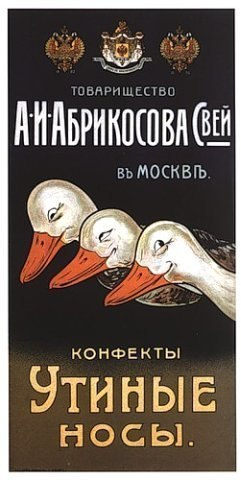 ТОВАРИЩЕСТВО
А·И·АБРИКОСОВА СВЕЙ
ВЪ МОСКВѢ.
КОНФЕКТЫ
УТИНЫЕ
НОСЫ.